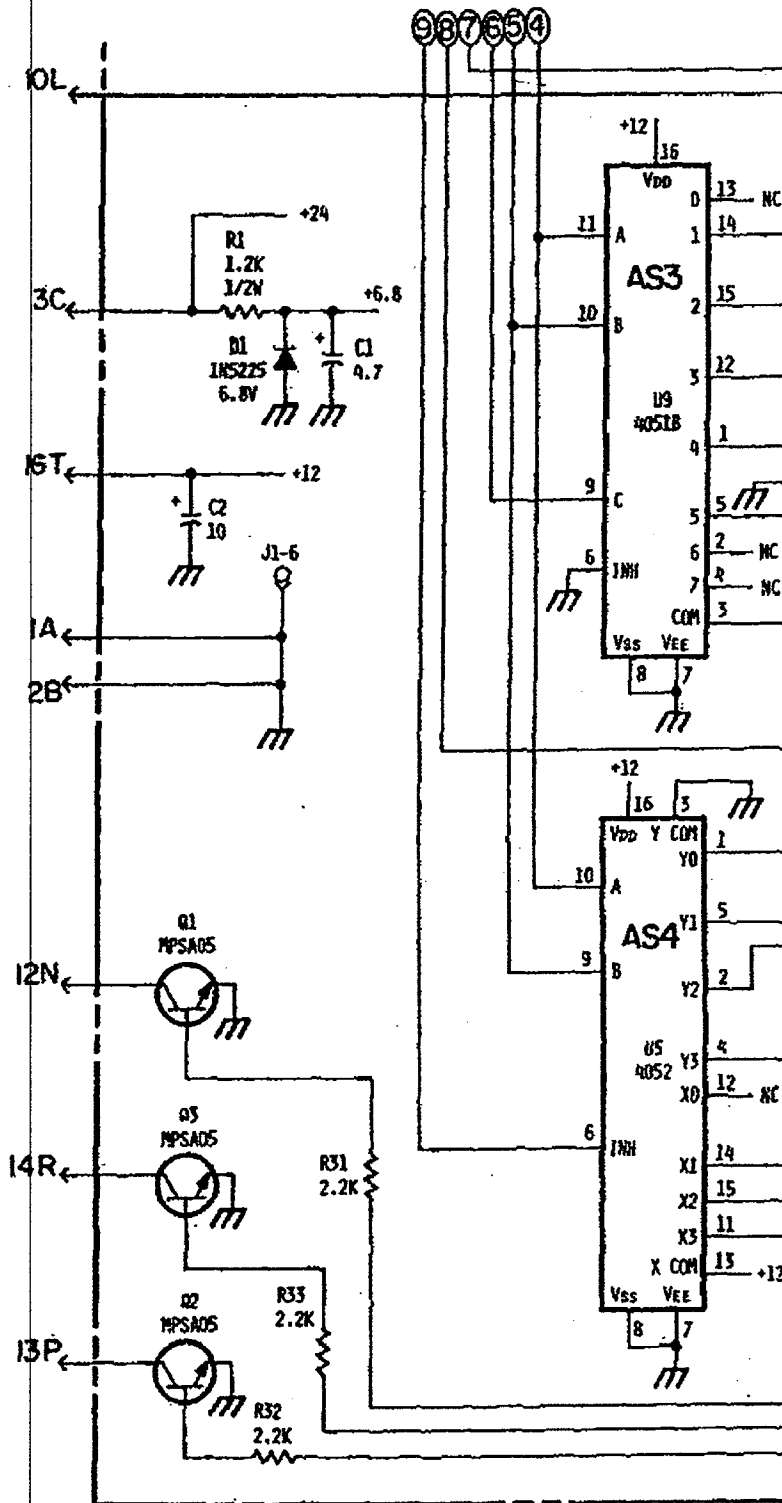 9 8 7 6 5 4
10L
+12
16
VDD
0 13 NC
1 14
+24
R1
1.2K
1/2W
11 A
AS3
3C
+6.8
2 15
10 B
D1
1N5225
6.8V
+ C1
4.7
3 12
U9
4051B
4 1
16T
+12
9 C
+ C2
10
5 5
J1-6
6 2 NC
6 INH
7 4 NC
COM 3
1A
VSS VEE
8 7
2B
+12
16 3
VDD Y COM
Y0 1
10 A
Q1
MPSA05
Y1 5
AS4
12N
9 B
Y2 2
U5
4052
Y3 4
X0 12 NC
Q3
MPSA05
6 INH
14R
R31
2.2K
X1 14
X2 15
X3 11
X COM 13 +12
Q2
MPSA05
R33
2.2K
VSS VEE
8 7
13P
R32
2.2K